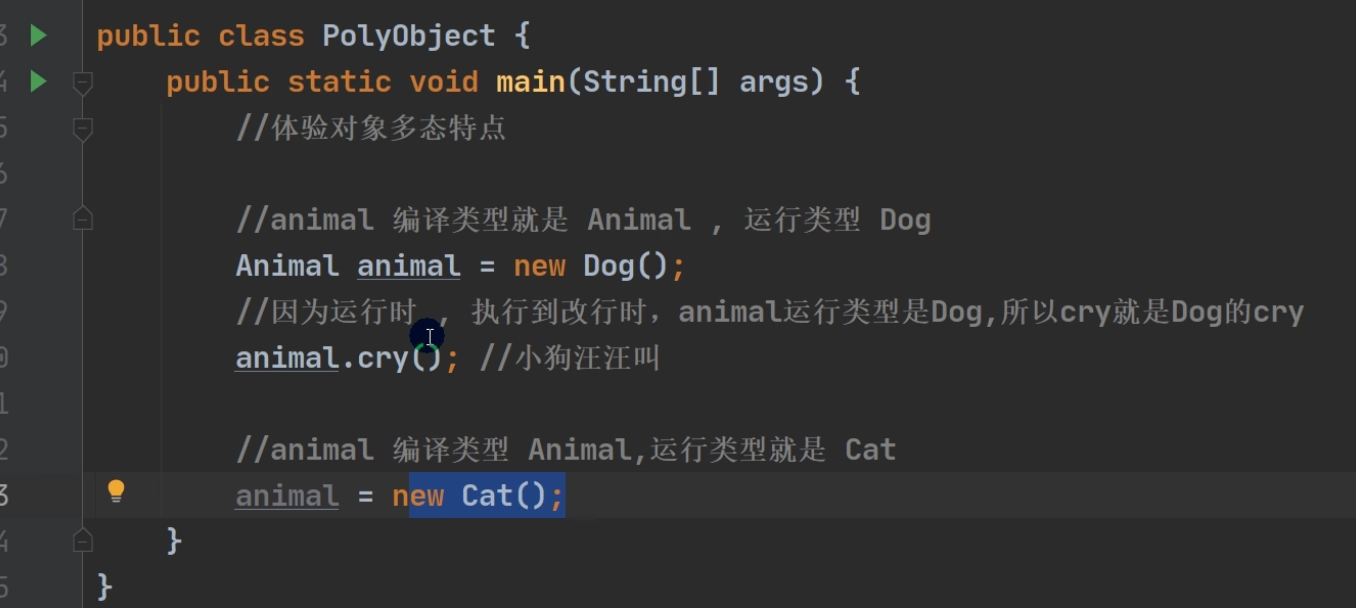 3 public class PolyObject {
4 public static void main(String[] args) {
5 //体验对象多态特点
6
7 //animal 编译类型就是 Animal , 运行类型 Dog
8 Animal animal = new Dog();
9 //因为运行时 , 执行到改行时，animal运行类型是Dog,所以cry就是Dog的cry
0 animal.cry(); //小狗汪汪叫
1
2 //animal 编译类型 Animal,运行类型就是 Cat
3 animal = new Cat();
4 }
5 }